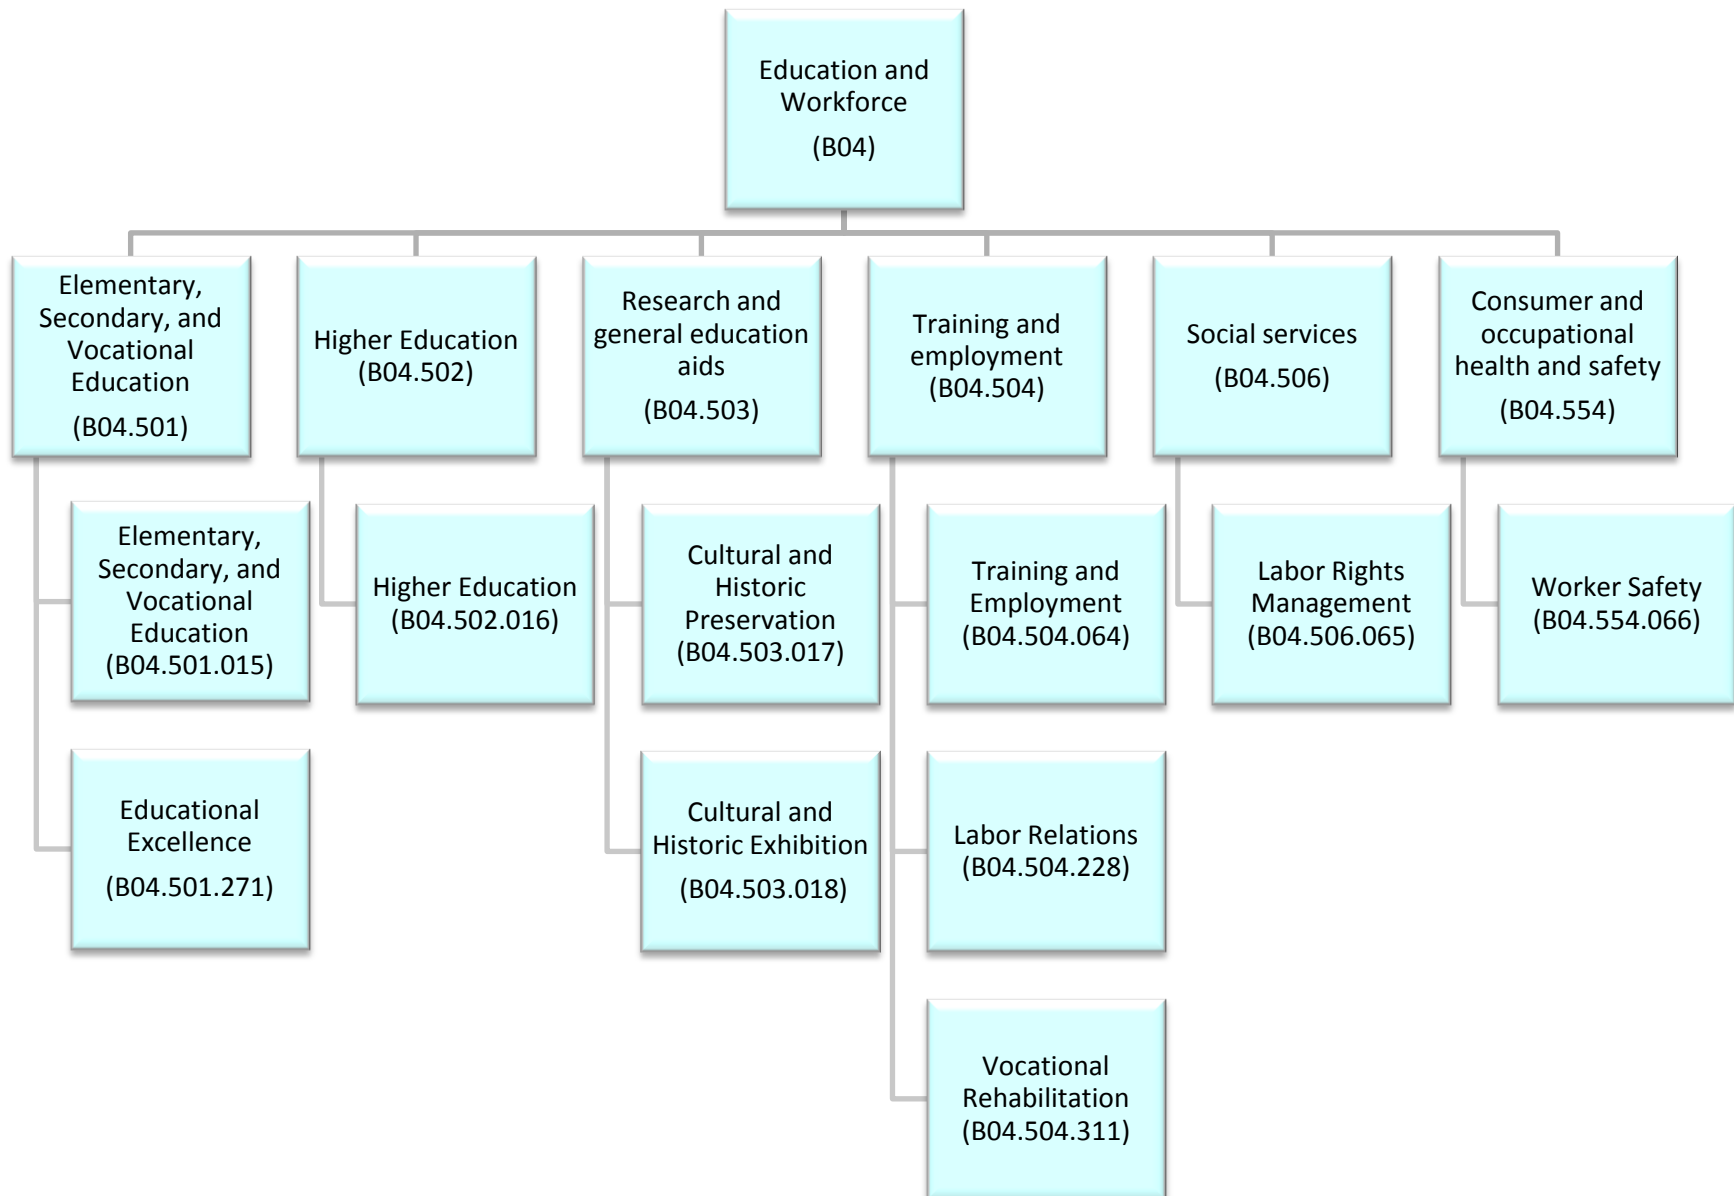 Education and
Workforce
(B04)
Elementary,
Secondary, and
Vocational
Education
(B04.501)
Higher Education
(B04.502)
Research and
general education
aids
(B04.503)
Training and
employment
(B04.504)
Social services
(B04.506)
Consumer and
occupational
health and safety
(B04.554)
Elementary,
Secondary, and
Vocational
Education
(B04.501.015)
Higher Education
(B04.502.016)
Cultural and
Historic
Preservation
(B04.503.017)
Training and
Employment
(B04.504.064)
Labor Rights
Management
(B04.506.065)
Worker Safety
(B04.554.066)
Educational
Excellence
(B04.501.271)
Cultural and
Historic Exhibition
(B04.503.018)
Labor Relations
(B04.504.228)
Vocational
Rehabilitation
(B04.504.311)